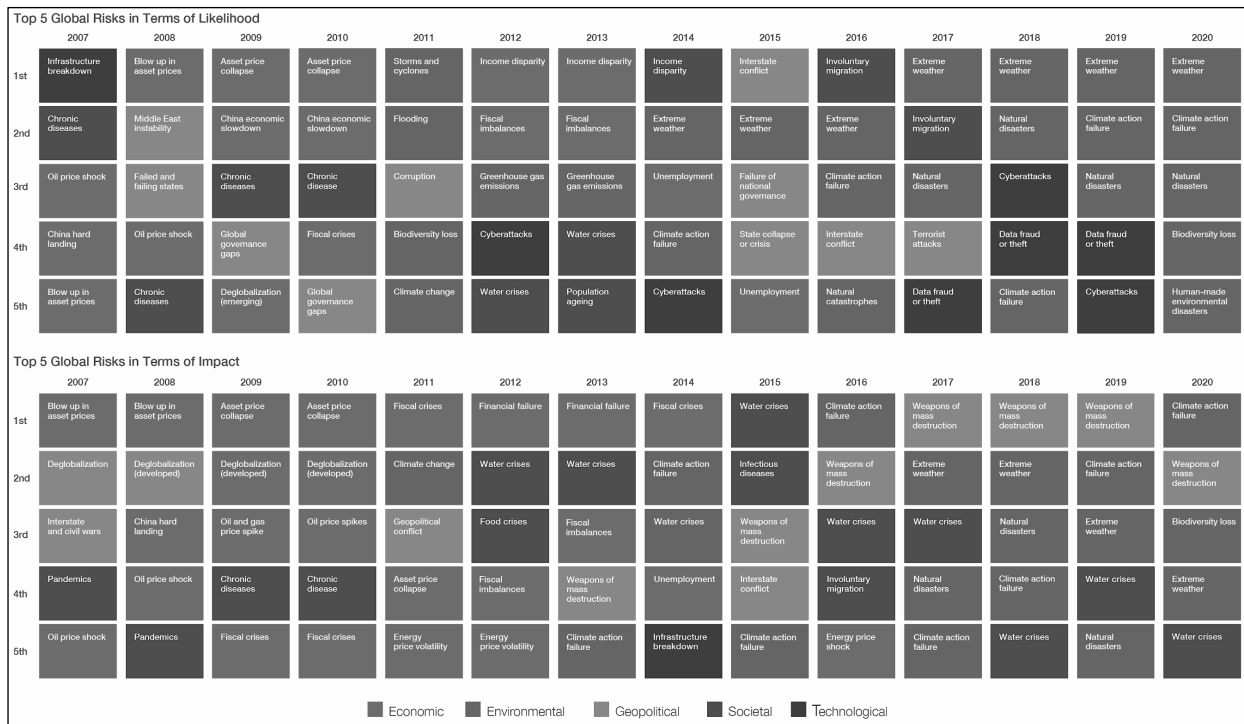 Top 5 Global Risks in Terms of Likelihood
2007 2008 2009 2010 2011 2012 2013 2014 2015 2016 2017 2018 2019 2020
1st
Infrastructure
breakdown
Blow up in
asset prices
Asset price
collapse
Asset price
collapse
Storms and
cyclones
Income disparity
Income disparity
Income
disparity
Interstate
conflict
Involuntary
migration
Extreme
weather
Extreme
weather
Extreme
weather
Extreme
weather
2nd
Chronic
diseases
Middle East
instability
China economic
slowdown
China economic
slowdown
Flooding
Fiscal
imbalances
Fiscal
imbalances
Extreme
weather
Extreme
weather
Extreme
weather
Involuntary
migration
Natural
disasters
Climate action
failure
Climate action
failure
3rd
Oil price shock
Failed and
failing states
Chronic
diseases
Chronic
disease
Corruption
Greenhouse gas
emissions
Greenhouse
gas emissions
Unemployment
Failure of
national
governance
Climate action
failure
Natural
disasters
Cyberattacks
Natural
disasters
Natural
disasters
4th
China hard
landing
Oil price shock
Global
governance
gaps
Fiscal crises
Biodiversity loss
Cyberattacks
Water crises
Climate action
failure
State collapse
or crisis
Interstate
conflict
Terrorist
attacks
Data fraud
or theft
Data fraud
or theft
Biodiversity loss
5th
Blow up in
asset prices
Chronic
diseases
Deglobalization
(emerging)
Global
governance
gaps
Climate change
Water crises
Population
ageing
Cyberattacks
Unemployment
Natural
catastrophes
Data fraud
or theft
Climate action
failure
Cyberattacks
Human-made
environmental
disasters
Top 5 Global Risks in Terms of Impact
2007 2008 2009 2010 2011 2012 2013 2014 2015 2016 2017 2018 2019 2020
1st
Blow up in
asset prices
Blow up in
asset prices
Asset price
collapse
Asset price
collapse
Fiscal crises
Financial failure
Financial failure
Fiscal crises
Water crises
Climate action
failure
Weapons of
mass
destruction
Weapons of
mass
destruction
Weapons of
mass
destruction
Climate action
failure
2nd
Deglobalization
Deglobalization
(developed)
Deglobalization
(developed)
Deglobalization
(developed)
Climate change
Water crises
Water crises
Climate action
failure
Infectious
diseases
Weapons of
mass
destruction
Extreme
weather
Extreme
weather
Climate action
failure
Weapons of
mass
destruction
3rd
Interstate
and civil wars
China hard
landing
Oil and gas
price spike
Oil price spikes
Geopolitical
conflict
Food crises
Fiscal
imbalances
Water crises
Weapons of
mass
destruction
Water crises
Water crises
Natural
disasters
Extreme
weather
Biodiversity loss
4th
Pandemics
Oil price shock
Chronic
diseases
Chronic
disease
Asset price
collapse
Fiscal
imbalances
Weapons of
mass
destruction
Unemployment
Interstate
conflict
Involuntary
migration
Natural
disasters
Climate action
failure
Water crises
Extreme
weather
5th
Oil price shock
Pandemics
Fiscal crises
Fiscal crises
Energy
price volatility
Energy
price volatility
Climate action
failure
Infrastructure
breakdown
Climate action
failure
Energy price
shock
Climate action
failure
Water crises
Natural
disasters
Water crises
Economic Environmental Geopolitical Societal Technological